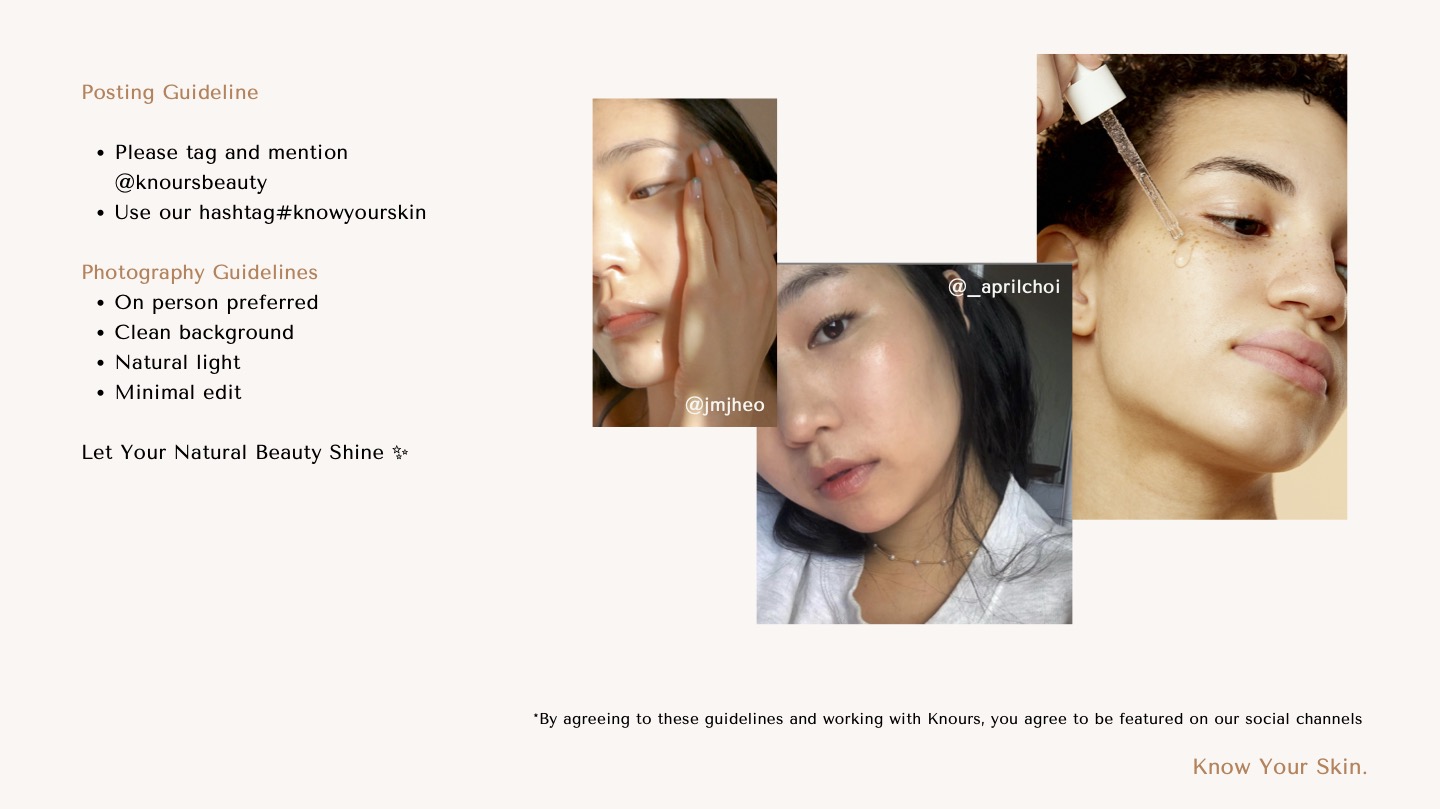 Posting Guideline
• Please tag and mention
@knoursbeauty
• Use our hashtag#knowyourskin
Photography Guidelines
• On person preferred
• Clean background
• Natural light
• Minimal edit
Let Your Natural Beauty Shine ✨
@jmjheo
@_aprilchoi
*By agreeing to these guidelines and working with Knours, you agree to be featured on our social channels
Know Your Skin.